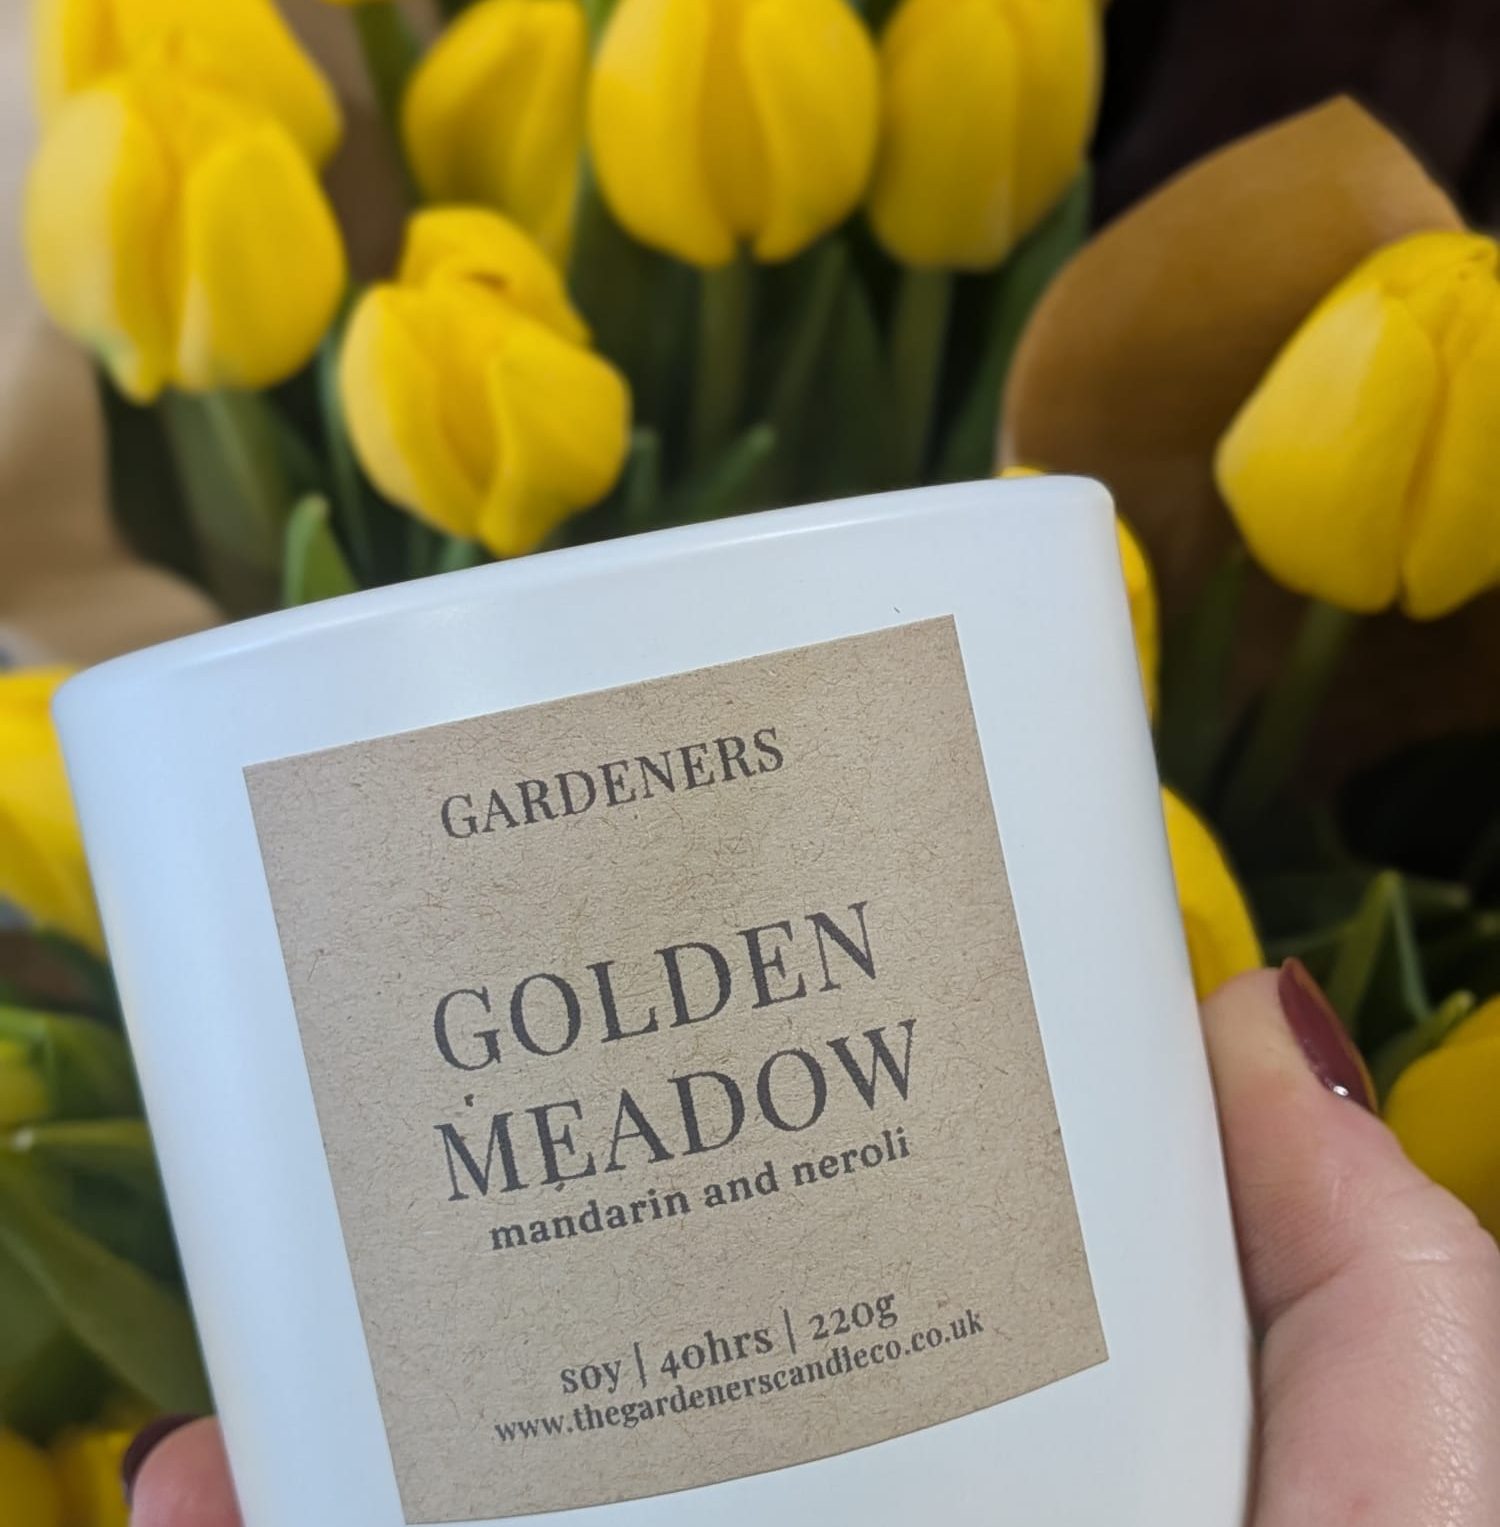 GARDENERS
GOLDEN
MEADOW
mandarin and neroli
soy | 40hrs | 220g
www.thegardenerscandleco.co.uk